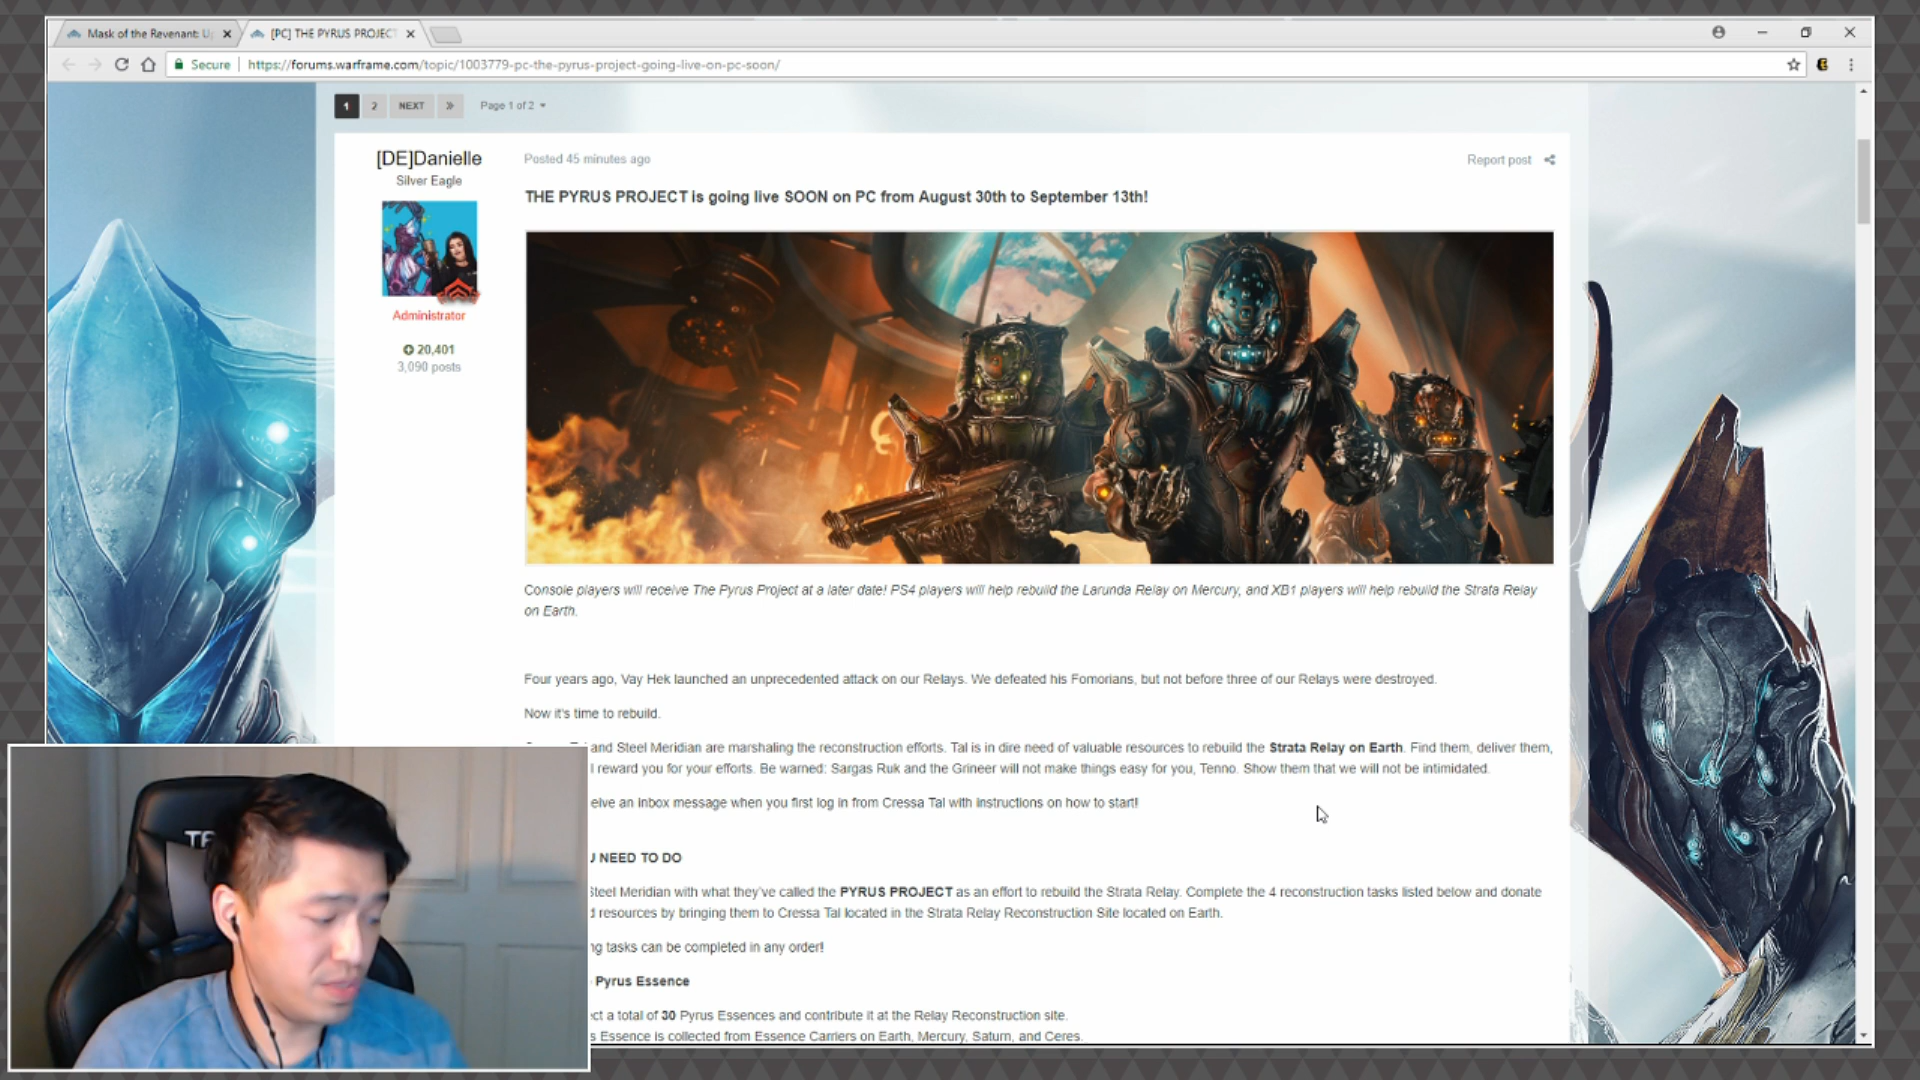 Mask of the Revenant: U
[PC] THE PYRUS PROJECT
Secure
https://forums.warframe.com/topic/1003779-pc-the-pyrus-project-going-live-on-pc-soon/
1 2 NEXT » Page 1 of 2
[DE]Danielle
Silver Eagle
Administrator
20,401
3,090 posts
Posted 45 minutes ago
Report post
THE PYRUS PROJECT is going live SOON on PC from August 30th to September 13th!
Console players will receive The Pyrus Project at a later date! PS4 players will help rebuild the Larunda Relay on Mercury, and XB1 players will help rebuild the Strata Relay
on Earth.
Four years ago, Vay Hek launched an unprecedented attack on our Relays. We defeated his Fomorians, but not before three of our Relays were destroyed.
Now it's time to rebuild.
and Steel Meridian are marshaling the reconstruction efforts. Tal is in dire need of valuable resources to rebuild the Strata Relay on Earth. Find them, deliver them,
l reward you for your efforts. Be warned: Sargas Ruk and the Grineer will not make things easy for you, Tenno. Show them that we will not be intimidated.
eive an inbox message when you first log in from Cressa Tal with instructions on how to start!
U NEED TO DO
Steel Meridian with what they've called the PYRUS PROJECT as an effort to rebuild the Strata Relay. Complete the 4 reconstruction tasks listed below and donate
d resources by bringing them to Cressa Tal located in the Strata Relay Reconstruction Site located on Earth.
ng tasks can be completed in any order!
Pyrus Essence
ect a total of 30 Pyrus Essences and contribute it at the Relay Reconstruction site.
s Essence is collected from Essence Carriers on Earth, Mercury, Saturn, and Ceres.